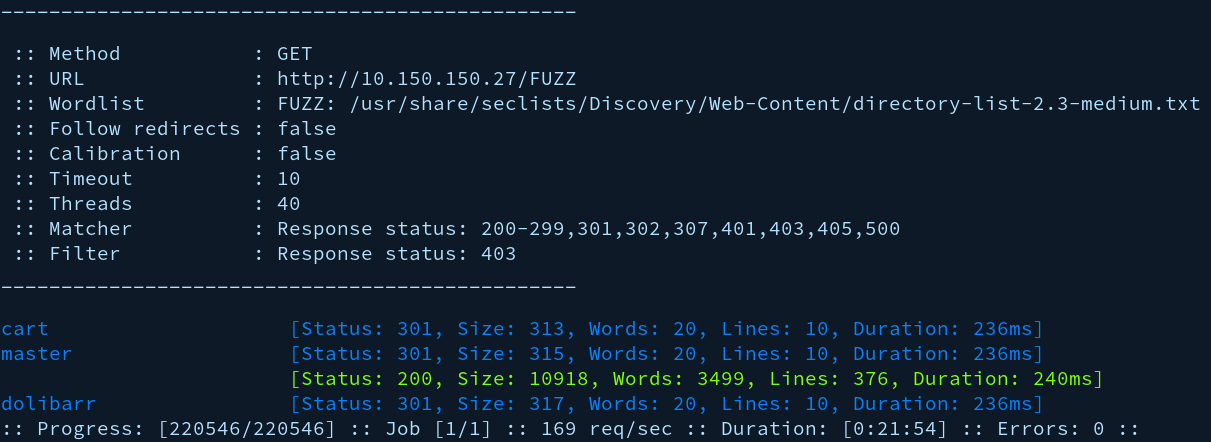 ________________________________________________
:: Method           : GET
:: URL              : http://10.150.150.27/FUZZ
:: Wordlist         : FUZZ: /usr/share/seclists/Discovery/Web-Content/directory-list-2.3-medium.txt
:: Follow redirects : false
:: Calibration      : false
:: Timeout          : 10
:: Threads          : 40
:: Matcher          : Response status: 200-299,301,302,307,401,403,405,500
:: Filter           : Response status: 403
________________________________________________
cart                    [Status: 301, Size: 313, Words: 20, Lines: 10, Duration: 236ms]
master                  [Status: 301, Size: 315, Words: 20, Lines: 10, Duration: 236ms]
                        [Status: 200, Size: 10918, Words: 3499, Lines: 376, Duration: 240ms]
dolibarr                [Status: 301, Size: 317, Words: 20, Lines: 10, Duration: 236ms]
:: Progress: [220546/220546] :: Job [1/1] :: 169 req/sec :: Duration: [0:21:54] :: Errors: 0 ::